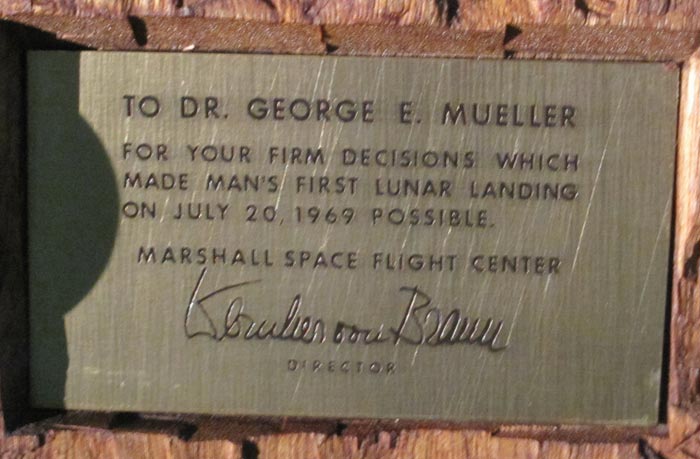 TO DR. GEORGE E. MUELLER
FOR YOUR FIRM DECISIONS WHICH
MADE MAN'S FIRST LUNAR LANDING
ON JULY 20, 1969 POSSIBLE.
MARSHALL SPACE FLIGHT CENTER
Wernher von Braun
DIRECTOR